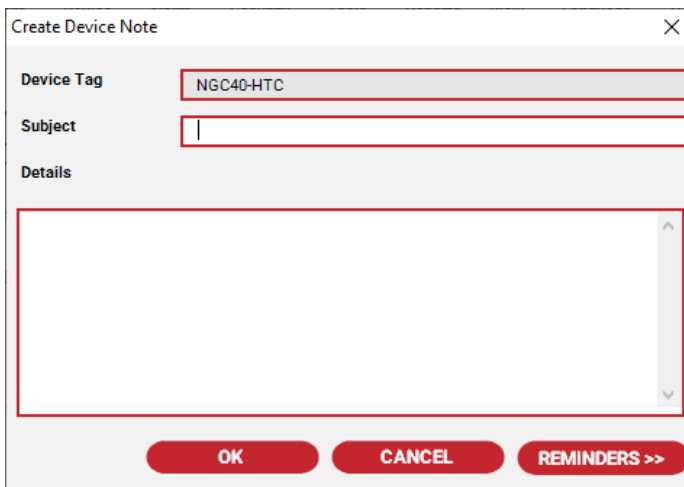 Create Device Note
Device Tag NGC40-HTC
Subject
Details
OK CANCEL REMINDERS >>